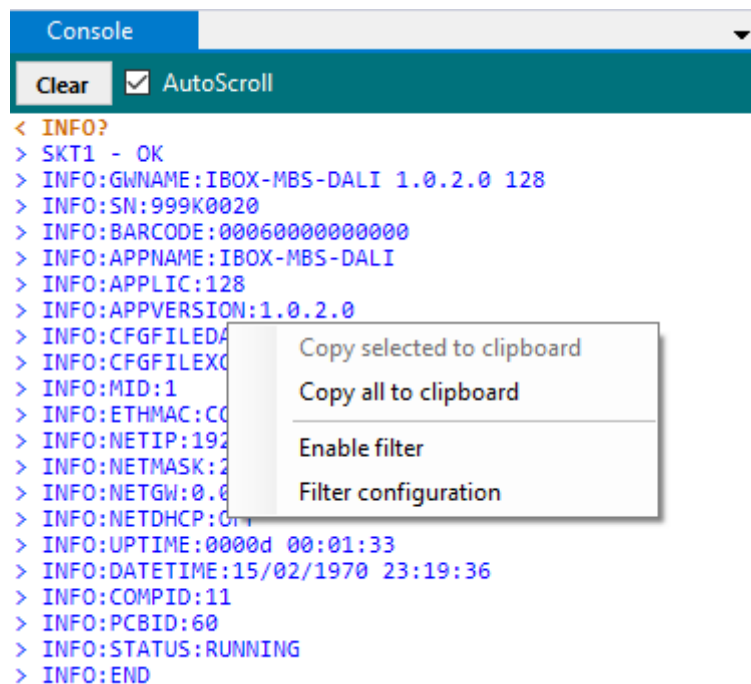 Console
Clear AutoScroll
< INFO?
> SKT1 - OK
> INFO:GWNAME:IBOX-MBS-DALI 1.0.2.0 128
> INFO:SN:999K0020
> INFO:BARCODE:00060000000000
> INFO:APPNAME:IBOX-MBS-DALI
> INFO:APPLIC:128
> INFO:APPVERSION:1.0.2.0
> INFO:CFGFILEDA
> INFO:CFGFILEXC
> INFO:MID:1
> INFO:ETHMAC:CC
> INFO:NETIP:192
> INFO:NETMASK:2
> INFO:NETGW:0.0
> INFO:NETDHCP:OFF
> INFO:UPTIME:0000d 00:01:33
> INFO:DATETIME:15/02/1970 23:19:36
> INFO:COMPID:11
> INFO:PCBID:60
> INFO:STATUS:RUNNING
> INFO:END
Copy selected to clipboard
Copy all to clipboard
Enable filter
Filter configuration